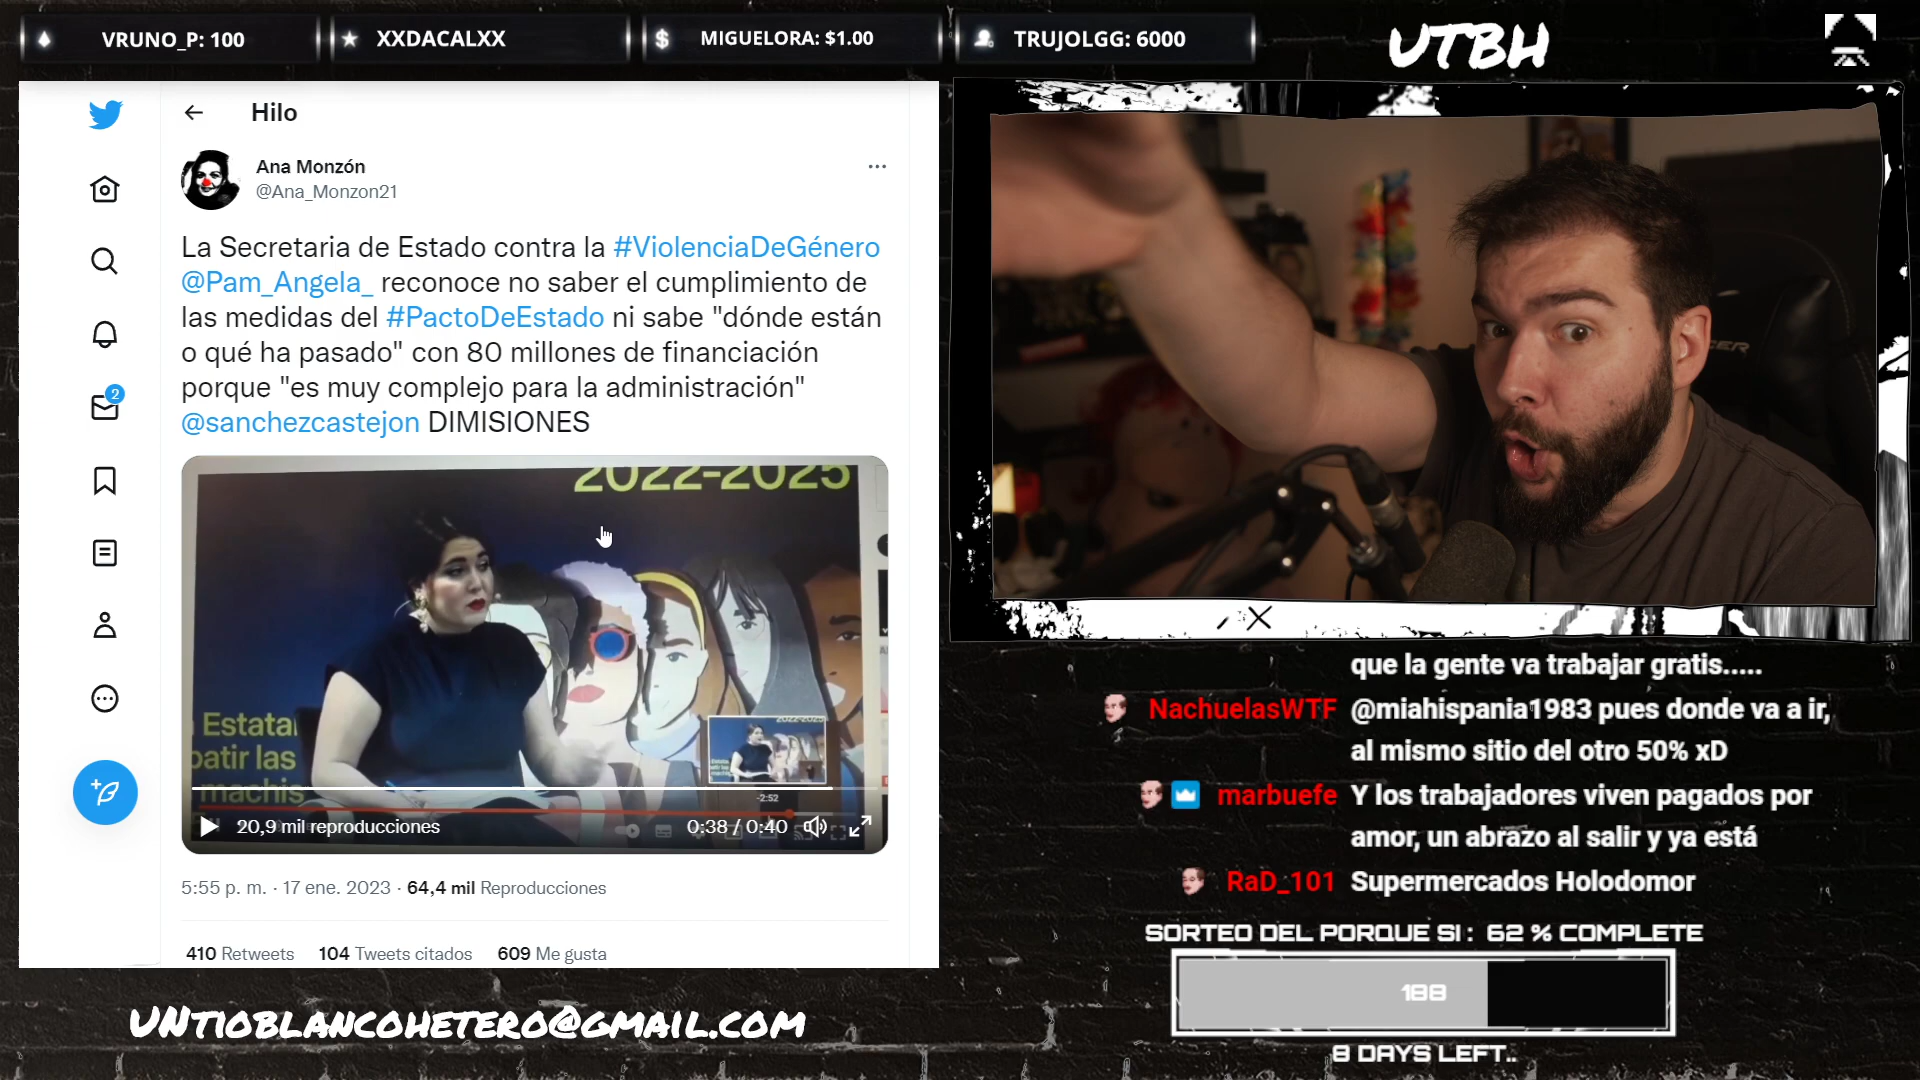 VRUNO_P: 100
XXDACALXX
MIGUELORA: $1.00
TRUJOLGG: 6000
UTBH
Hilo
Ana Monzón
@Ana_Monzon21
La Secretaria de Estado contra la #ViolenciaDeGénero
@Pam_Angela_ reconoce no saber el cumplimiento de
las medidas del #PactoDeEstado ni sabe "dónde están
o qué ha pasado" con 80 millones de financiación
porque "es muy complejo para la administración"
@sanchezcastejon DIMISIONES
2
2022-2025
Estatal
batir las
machis
2022-2025
-2:52
20,9 mil reproducciones
0:38 / 0:40
5:55 p. m. · 17 ene. 2023 · 64,4 mil Reproducciones
410 Retweets 104 Tweets citados 609 Me gusta
que la gente va trabajar gratis.....
NachuelasWTF @miahispania1983 pues donde va a ir,
al mismo sitio del otro 50% xD
marbuefe Y los trabajadores viven pagados por
amor, un abrazo al salir y ya está
RaD_101 Supermercados Holodomor
SORTEO DEL PORQUE SI : 62 % COMPLETE
188
8 DAYS LEFT..
UNTIOBLANCOHETERO@GMAIL.COM